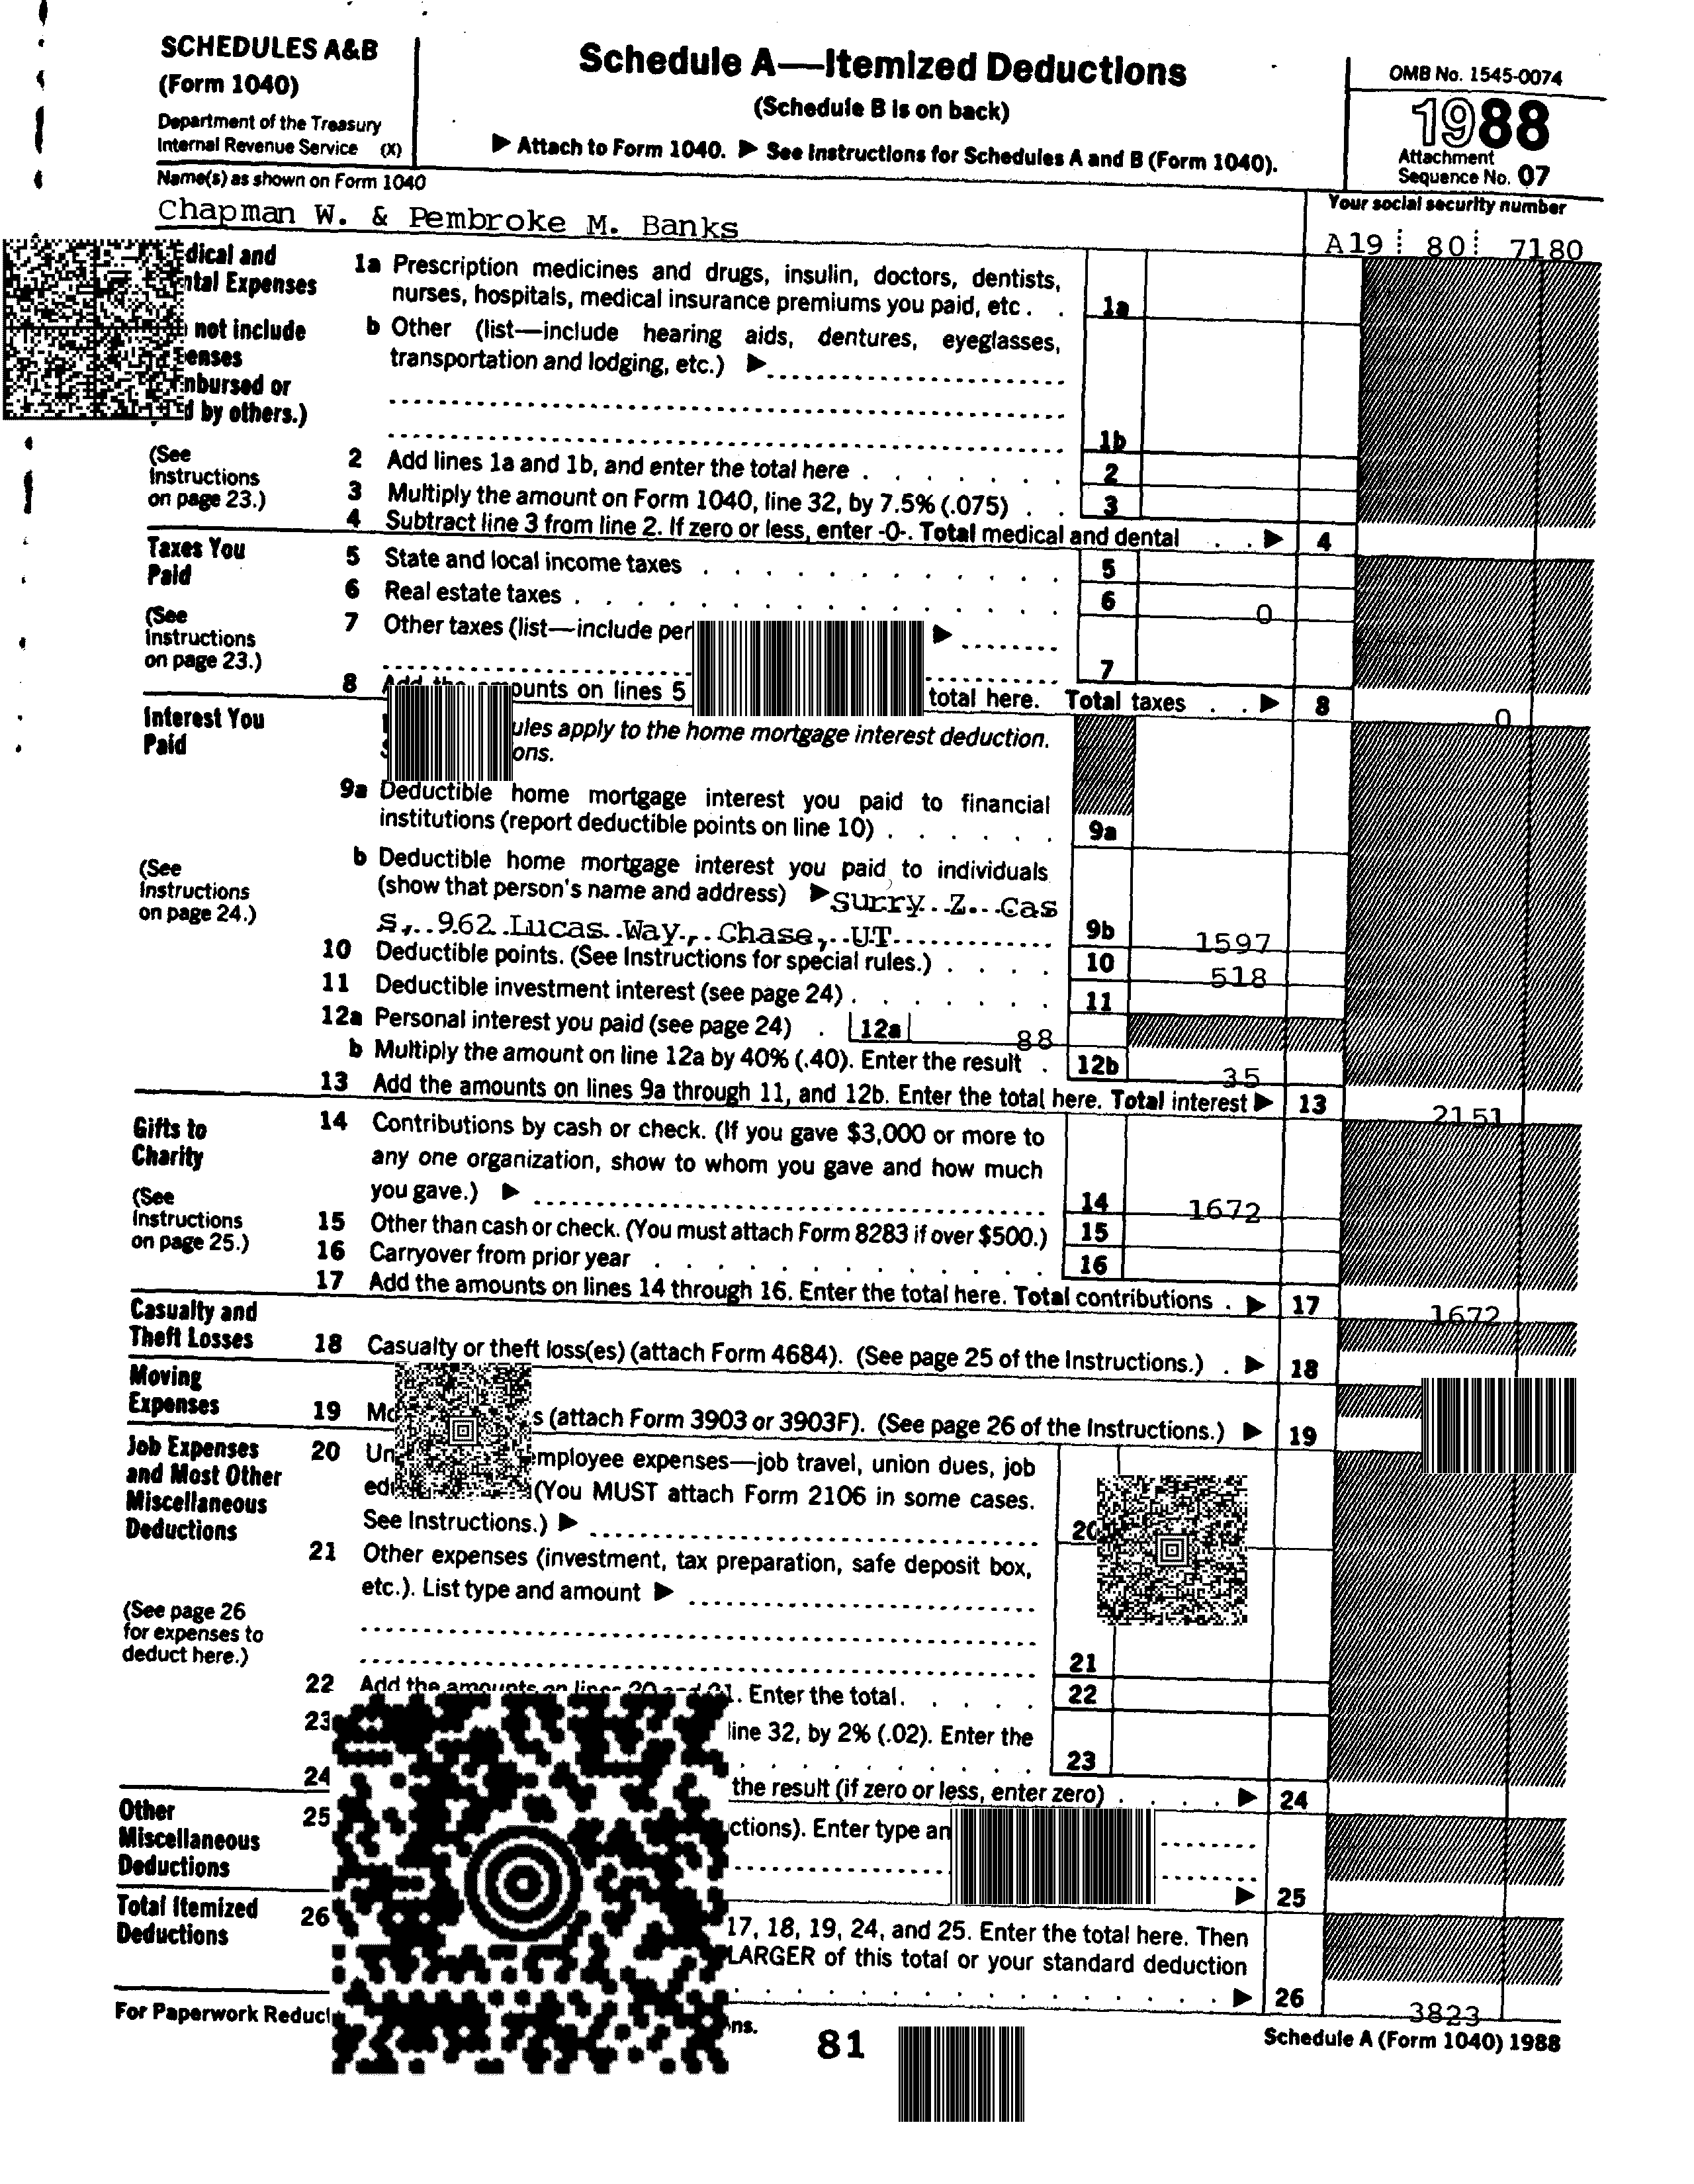 SCHEDULES A&B
(Form 1040)
Department of the Treasury
Internal Revenue Service (X)
Schedule A—Itemized Deductions
(Schedule B is on back)
▶ Attach to Form 1040. ▶ See Instructions for Schedules A and B (Form 1040).
OMB No. 1545-0074
1988
Attachment
Sequence No. 07
Name(s) as shown on Form 1040
Your social security number
Chapman W. & Pembroke M. Banks
A19 80 7180
dical and
ntal Expenses
not include
enses
nbursed or
d by others.)
(See
Instructions
on page 23.)
1a Prescription medicines and drugs, insulin, doctors, dentists,
nurses, hospitals, medical insurance premiums you paid, etc . . 1a
b Other (list—include hearing aids, dentures, eyeglasses,
transportation and lodging, etc.) ▶
1b
2 Add lines 1a and 1b, and enter the total here . . . . . . . 2
3 Multiply the amount on Form 1040, line 32, by 7.5% (.075) . . 3
4 Subtract line 3 from line 2. If zero or less, enter -0-. Total medical and dental . . ▶ 4
Taxes You
Paid
(See
Instructions
on page 23.)
5 State and local income taxes . . . . . . . . . . . . 5
6 Real estate taxes . . . . . . . . . . . . . . . . 6 0
7 Other taxes (list—include per ▶
7
8 Add the ounts on lines 5 total here. Total taxes . . ▶ 8 0
Interest You
Paid
(See
Instructions
on page 24.)
ules apply to the home mortgage interest deduction.
ons.
9a Deductible home mortgage interest you paid to financial
institutions (report deductible points on line 10) . . . . . . 9a
b Deductible home mortgage interest you paid to individuals
(show that person's name and address) ▶ Surry Z. Cas
s, 962 Lucas Way, Chase, UT 9b 1597
10 Deductible points. (See Instructions for special rules.) . . . . 10 518
11 Deductible investment interest (see page 24) . . . . . . . 11
12a Personal interest you paid (see page 24) . 12a 88
b Multiply the amount on line 12a by 40% (.40). Enter the result . 12b 35
13 Add the amounts on lines 9a through 11, and 12b. Enter the total here. Total interest ▶ 13 2151
Gifts to
Charity
(See
Instructions
on page 25.)
14 Contributions by cash or check. (If you gave $3,000 or more to
any one organization, show to whom you gave and how much
you gave.) ▶ 14 1672
15 Other than cash or check. (You must attach Form 8283 if over $500.) 15
16 Carryover from prior year . . . . . . . . . . . . . 16
17 Add the amounts on lines 14 through 16. Enter the total here. Total contributions . ▶ 17 1672
Casualty and
Theft Losses
18 Casualty or theft loss(es) (attach Form 4684). (See page 25 of the Instructions.) . ▶ 18
Moving
Expenses
19 Mo s (attach Form 3903 or 3903F). (See page 26 of the Instructions.) ▶ 19
Job Expenses
and Most Other
Miscellaneous
Deductions
(See page 26
for expenses to
deduct here.)
20 Un mployee expenses—job travel, union dues, job
edu (You MUST attach Form 2106 in some cases.
See Instructions.) ▶ 20
21 Other expenses (investment, tax preparation, safe deposit box,
etc.). List type and amount ▶
21
22 Add the amounts on lines 20 and 21. Enter the total . . . . . 22
23 line 32, by 2% (.02). Enter the
23
24 the result (if zero or less, enter zero) . . . . ▶ 24
Other
Miscellaneous
Deductions
25 ctions). Enter type an
▶ 25
Total Itemized
Deductions
26 17, 18, 19, 24, and 25. Enter the total here. Then
LARGER of this total or your standard deduction
▶ 26 3823
For Paperwork Reduct ns.
81
Schedule A (Form 1040) 1988